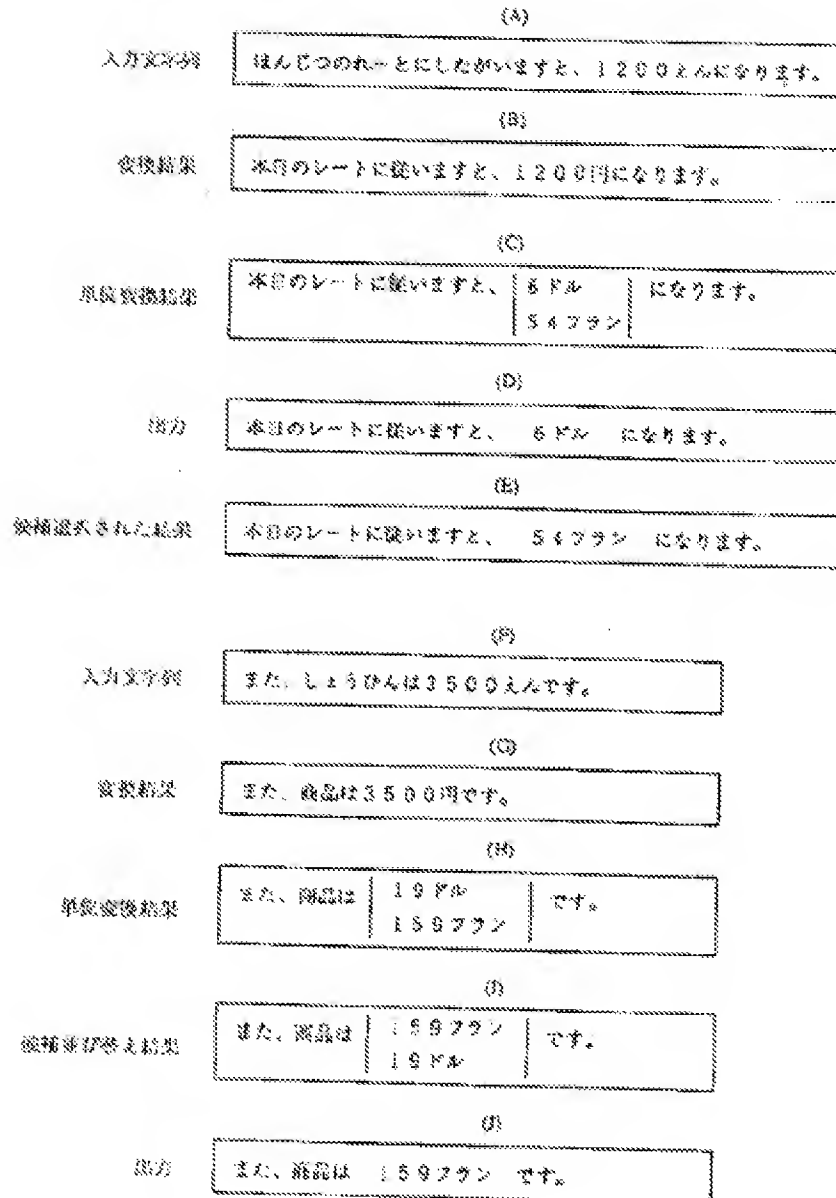 (A)
入力文字列 ほんじつのれーとにしたがいますと、1200えんになります。
(B)
変換結果 本日のレートに従いますと、1200円になります。
(C)
単位変換結果 本日のレートに従いますと、 6ドル になります。
54フラン
(D)
出力 本日のレートに従いますと、 6ドル になります。
(E)
候補選択された結果 本日のレートに従いますと、 54フラン になります。
(F)
入力文字列 また、しょうひんは3500えんです。
(G)
変換結果 また、商品は3500円です。
(H)
単位変換結果 また、商品は 19ドル です。
159フラン
(I)
候補並び替え結果 また、商品は 159フラン です。
19ドル
(J)
出力 また、商品は 159フラン です。